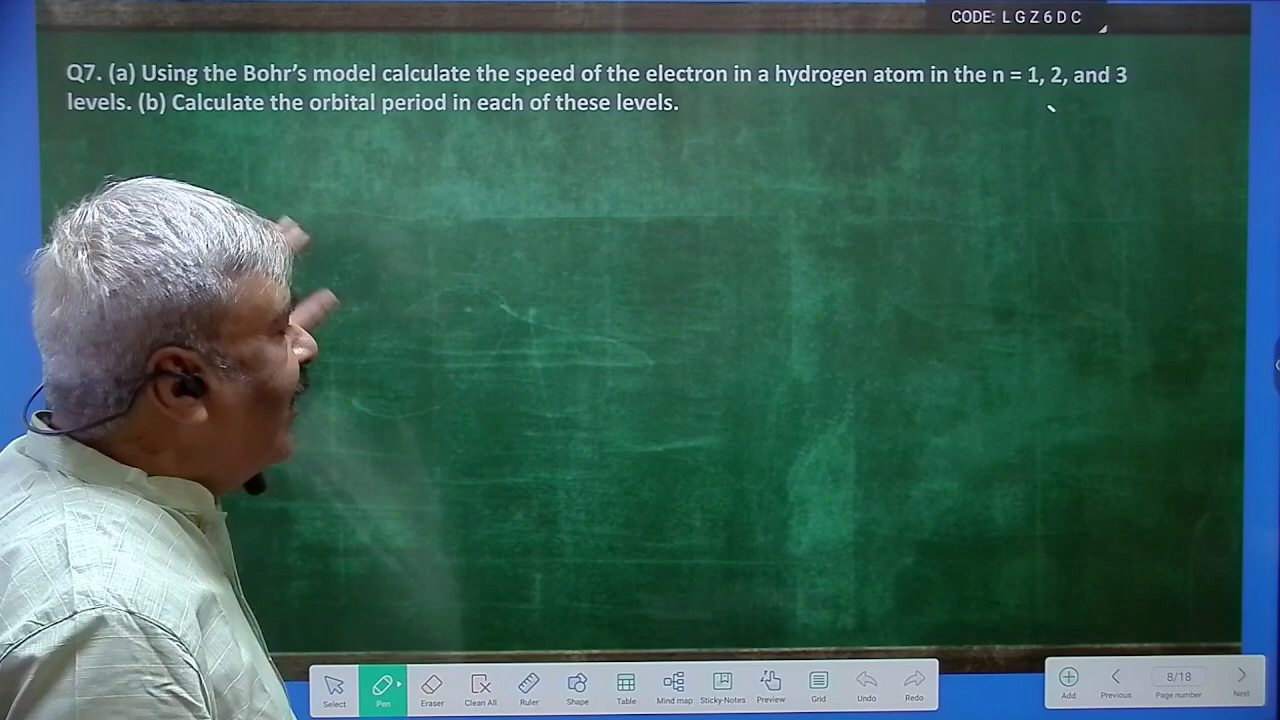 CODE: L G Z 6 D C
Q7. (a) Using the Bohr’s model calculate the speed of the electron in a hydrogen atom in the n = 1, 2, and 3
levels. (b) Calculate the orbital period in each of these levels.
Select Pen Eraser Clean All Ruler Shape Table Mind map Sticky-Notes Preview Grid Undo Redo
Add Previous 8/18 Page number Next